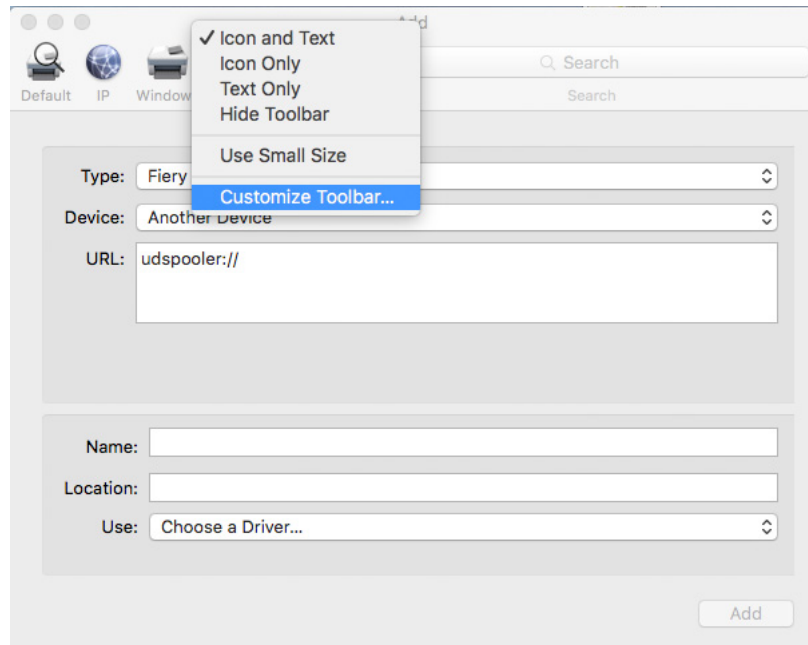 Add
✓ Icon and Text
Icon Only
Text Only
Hide Toolbar
Use Small Size
Customize Toolbar...
Default IP Window
Search
Search
Type: Fiery
Device: Another Device
URL: udspooler://
Name:
Location:
Use: Choose a Driver...
Add